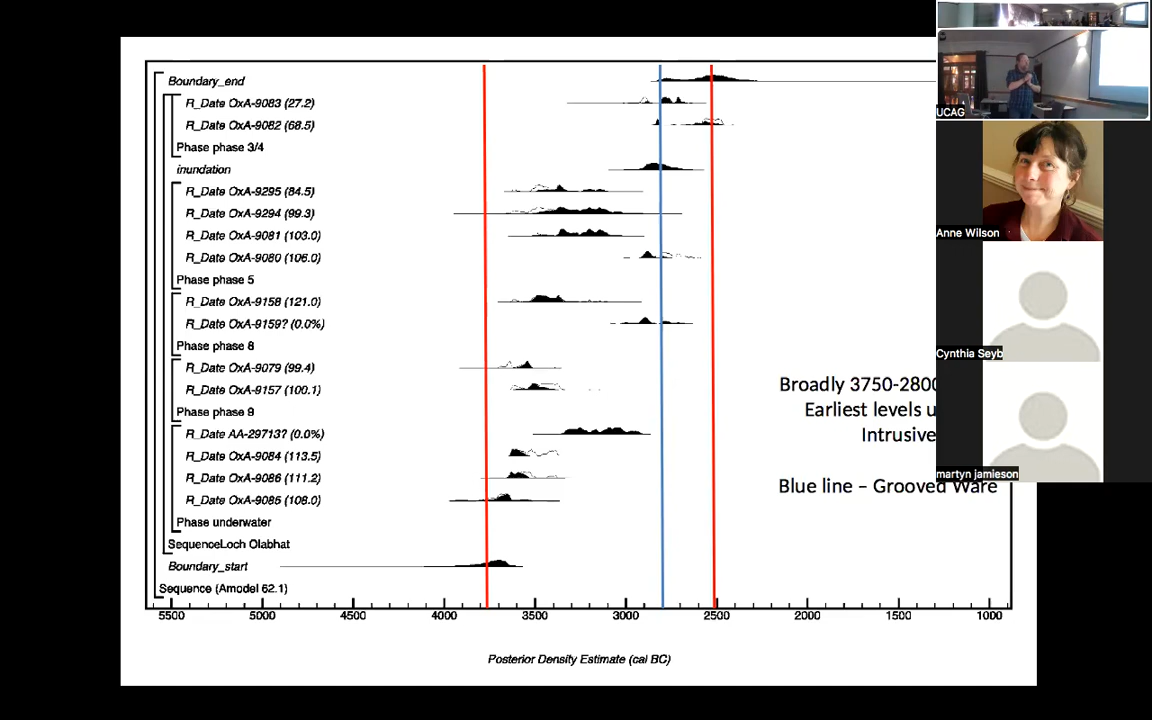 Boundary_end
R_Date OxA-9083 (27.2)
R_Date OxA-9082 (68.5)
Phase phase 3/4
inundation
R_Date OxA-9295 (84.5)
R_Date OxA-9294 (99.3)
R_Date OxA-9081 (103.0)
R_Date OxA-9080 (106.0)
Phase phase 5
R_Date OxA-9158 (121.0)
R_Date OxA-9159? (0.0%)
Phase phase 8
R_Date OxA-9079 (99.4)
R_Date OxA-9157 (100.1)
Phase phase 9
R_Date AA-29713? (0.0%)
R_Date OxA-9084 (113.5)
R_Date OxA-9086 (111.2)
R_Date OxA-9085 (108.0)
Phase underwater
SequenceLoch Olabhat
Boundary_start
Sequence (Amodel 62.1)
5500 5000 4500 4000 3500 3000 2500 2000 1500 1000
Posterior Density Estimate (cal BC)
Broadly 3750-2800
Earliest levels u
Intrusive
Blue line – Grooved Ware
UCAG
Anne Wilson
Cynthia Seyb
martyn jamieson